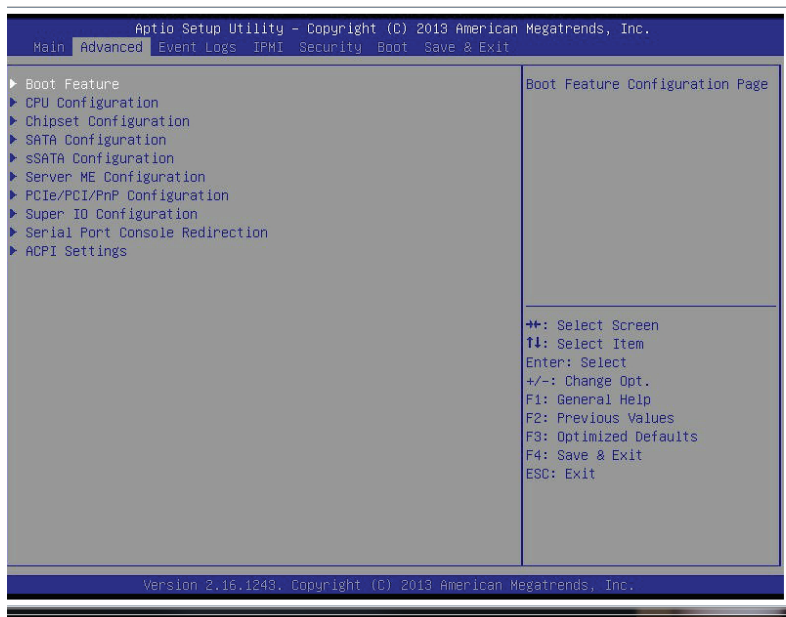 Aptio Setup Utility – Copyright (C) 2013 American Megatrends, Inc.
Main Advanced Event Logs IPMI Security Boot Save & Exit
▶ Boot Feature
▶ CPU Configuration
▶ Chipset Configuration
▶ SATA Configuration
▶ sSATA Configuration
▶ Server ME Configuration
▶ PCIe/PCI/PnP Configuration
▶ Super IO Configuration
▶ Serial Port Console Redirection
▶ ACPI Settings
Boot Feature Configuration Page
→←: Select Screen
↑↓: Select Item
Enter: Select
+/-: Change Opt.
F1: General Help
F2: Previous Values
F3: Optimized Defaults
F4: Save & Exit
ESC: Exit
Version 2.16.1243. Copyright (C) 2013 American Megatrends, Inc.